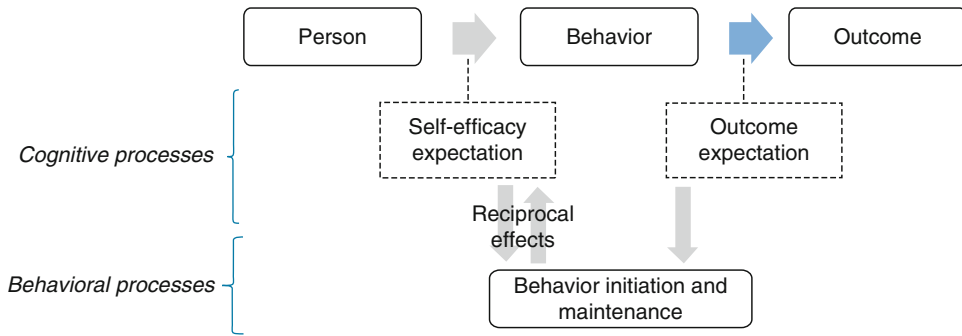 Person
Behavior
Outcome
Self-efficacy
expectation
Outcome
expectation
Cognitive processes
Reciprocal
effects
Behavioral processes
Behavior initiation and
maintenance